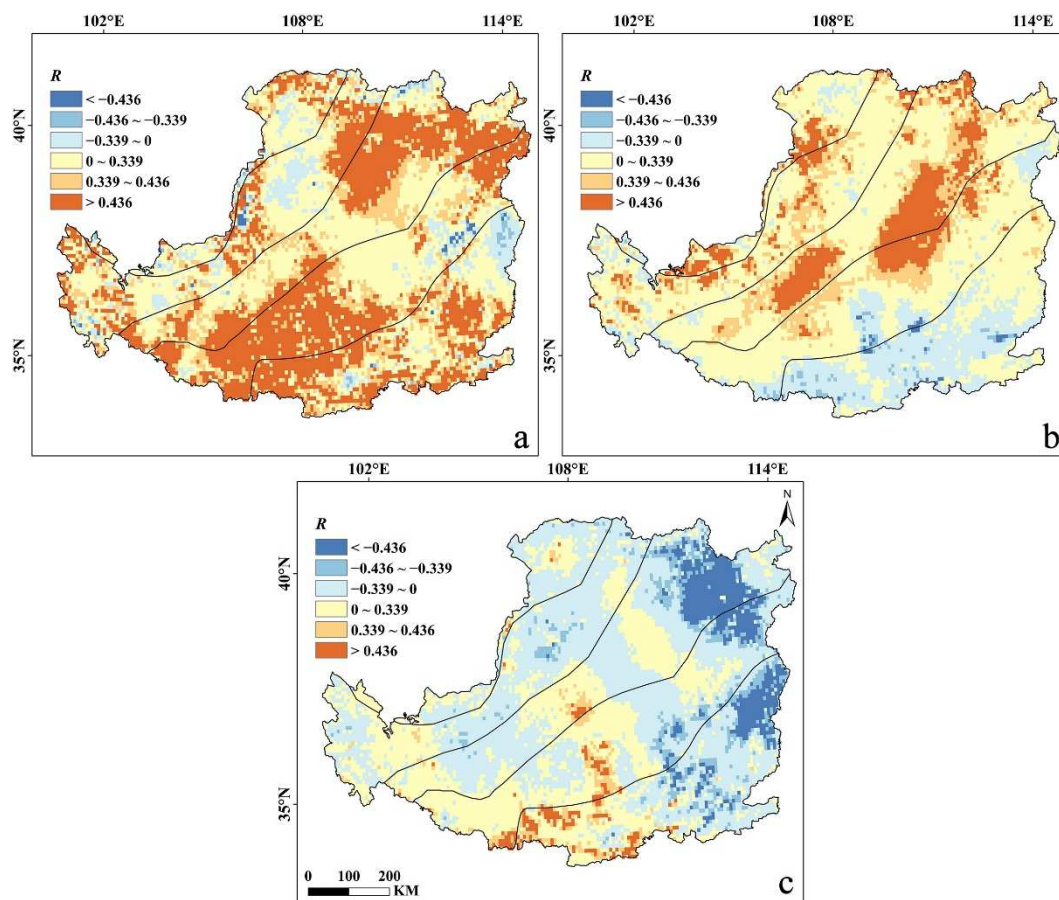 102°E 108°E 114°E
40°N
35°N
R
< −0.436
−0.436 ~ −0.339
−0.339 ~ 0
0 ~ 0.339
0.339 ~ 0.436
> 0.436
a
102°E 108°E 114°E
40°N
35°N
R
< −0.436
−0.436 ~ −0.339
−0.339 ~ 0
0 ~ 0.339
0.339 ~ 0.436
> 0.436
b
102°E 108°E 114°E
40°N
35°N
N
R
< −0.436
−0.436 ~ −0.339
−0.339 ~ 0
0 ~ 0.339
0.339 ~ 0.436
> 0.436
0 100 200
KM
c